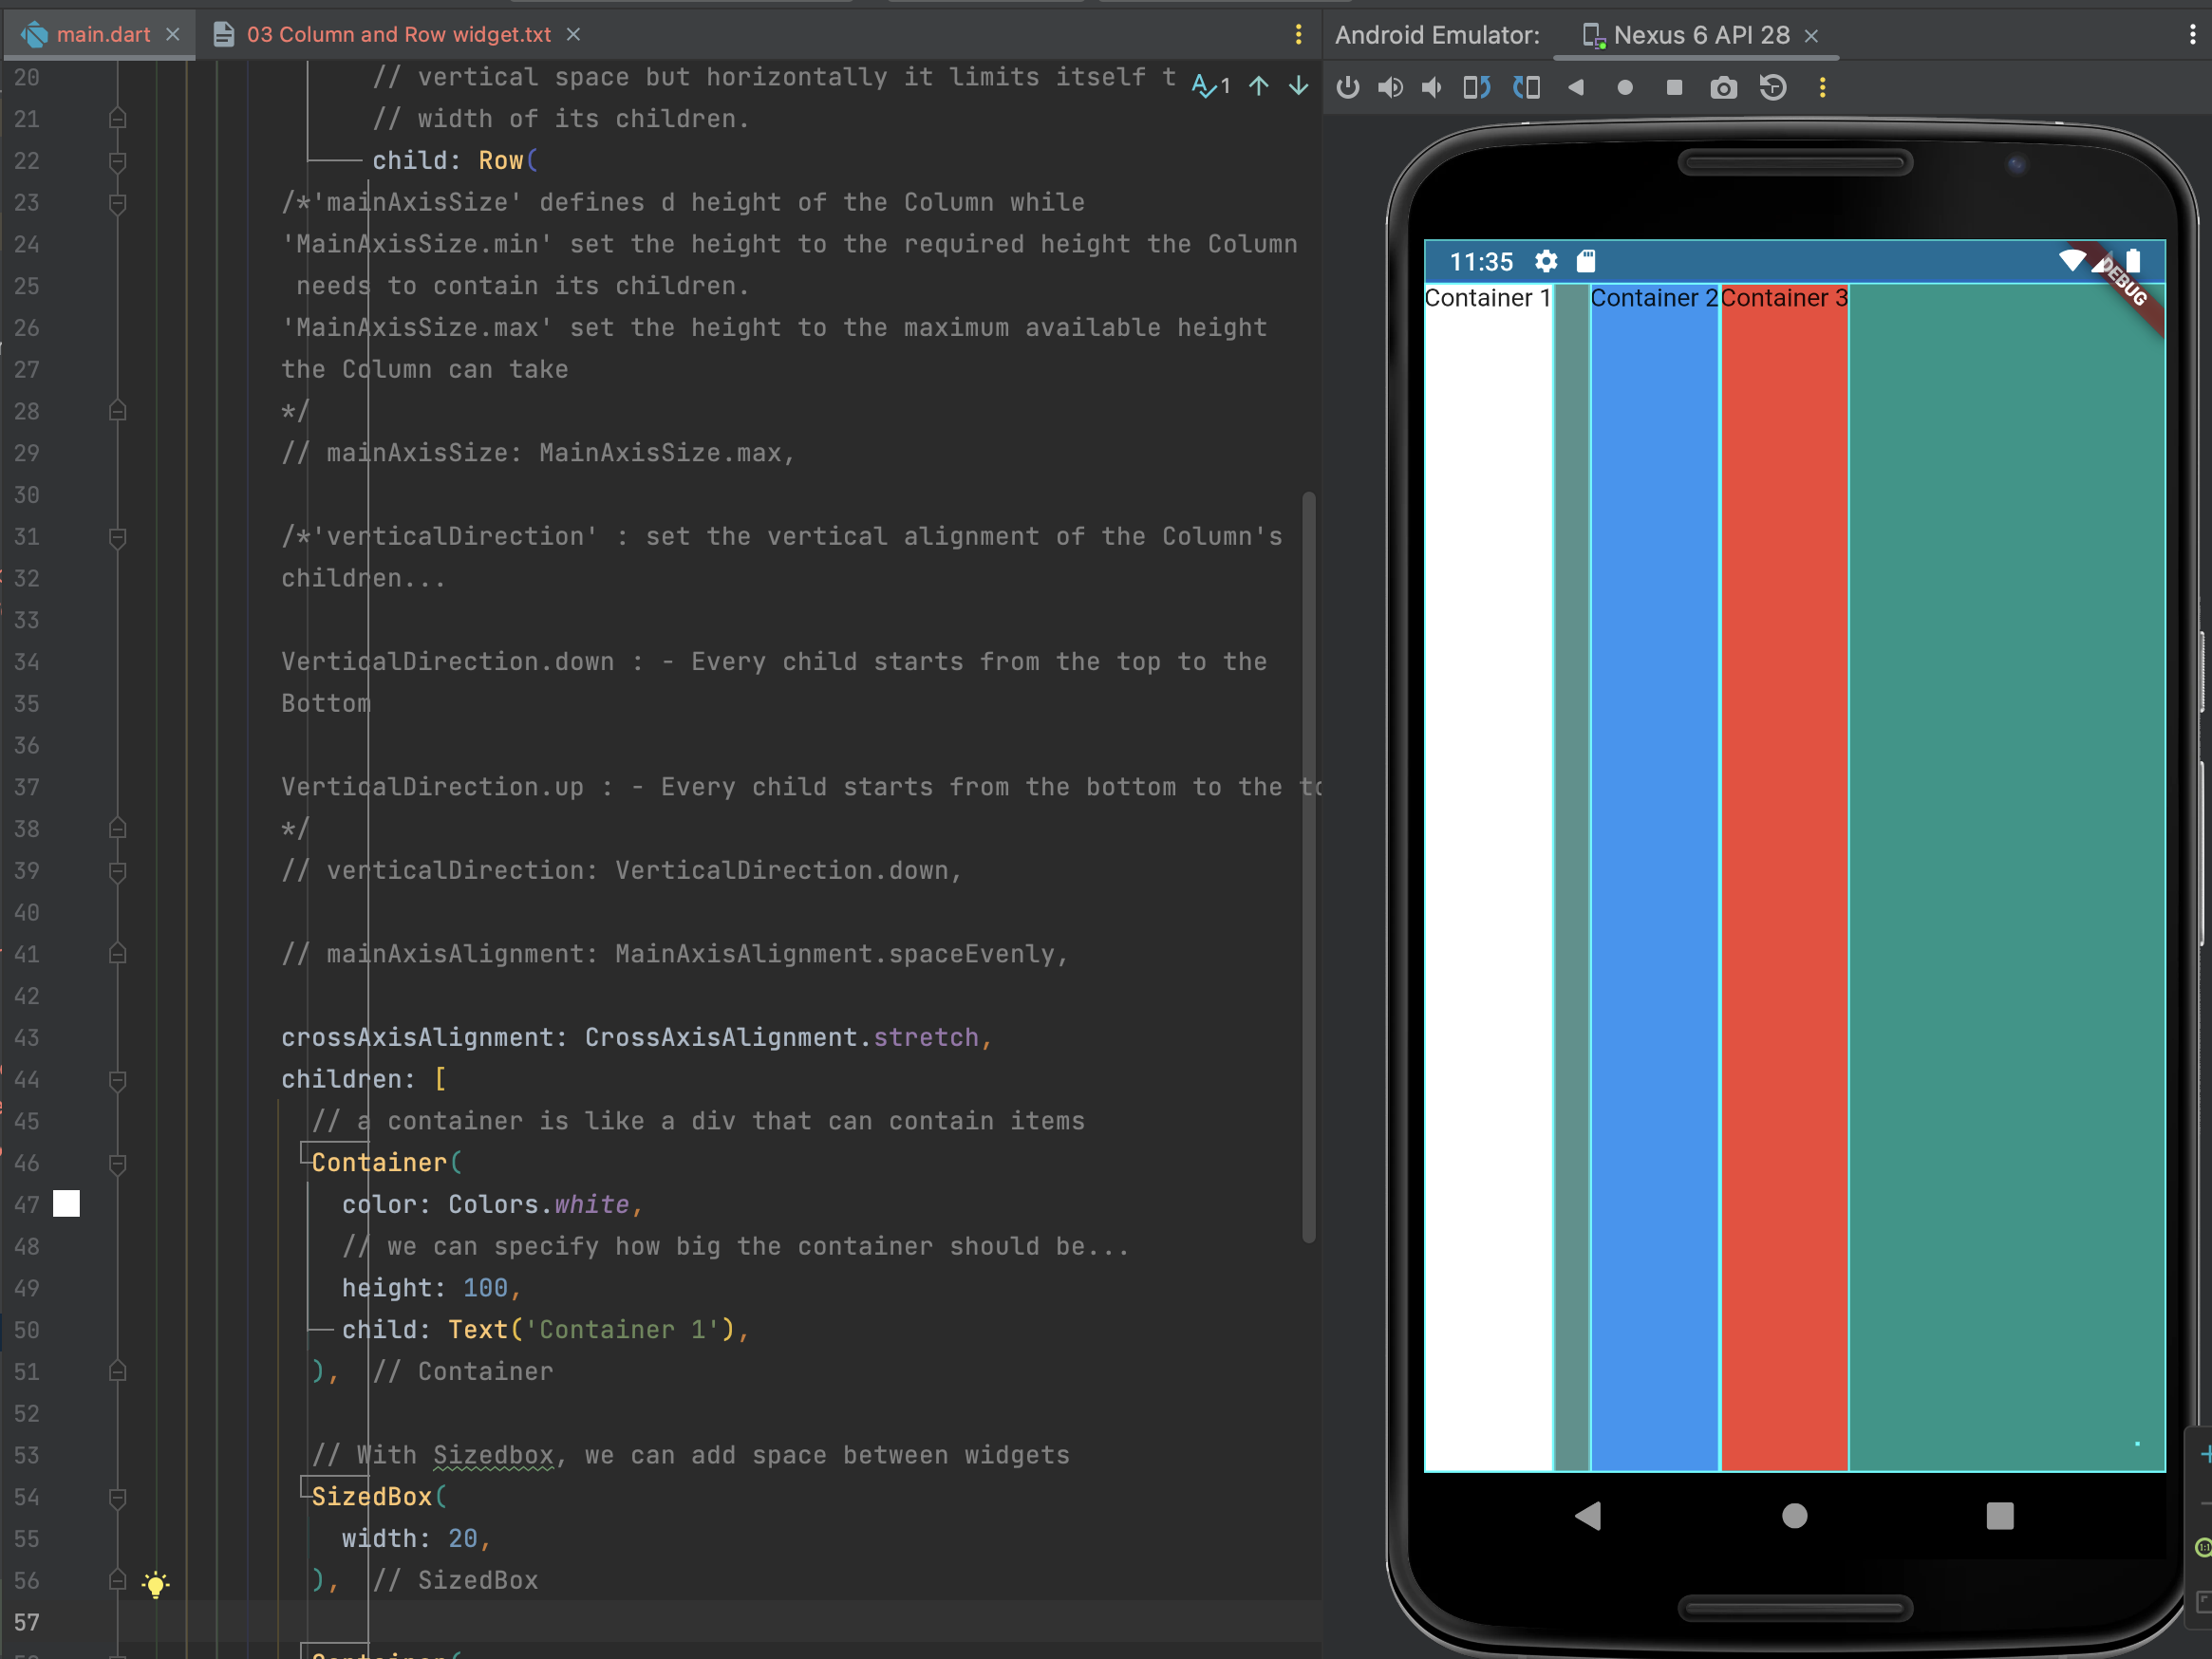 main.dart
03 Column and Row widget.txt
Android Emulator:
Nexus 6 API 28
20 // vertical space but horizontally it limits itself t
1
21 // width of its children.
22 child: Row(
23 /*'mainAxisSize' defines d height of the Column while
24 'MainAxisSize.min' set the height to the required height the Column
25 needs to contain its children.
26 'MainAxisSize.max' set the height to the maximum available height
27 the Column can take
28 */
29 // mainAxisSize: MainAxisSize.max,
30
31 /*'verticalDirection' : set the vertical alignment of the Column's
32 children...
33
34 VerticalDirection.down : - Every child starts from the top to the
35 Bottom
36
37 VerticalDirection.up : - Every child starts from the bottom to the to
38 */
39 // verticalDirection: VerticalDirection.down,
40
41 // mainAxisAlignment: MainAxisAlignment.spaceEvenly,
42
43 crossAxisAlignment: CrossAxisAlignment.stretch,
44 children: [
45 // a container is like a div that can contain items
46 Container(
47 color: Colors.white,
48 // we can specify how big the container should be...
49 height: 100,
50 child: Text('Container 1'),
51 ), // Container
52
53 // With Sizedbox, we can add space between widgets
54 SizedBox(
55 width: 20,
56 ), // SizedBox
57
Container(
11:35
DEBUG
Container 1
Container 2
Container 3
1:1